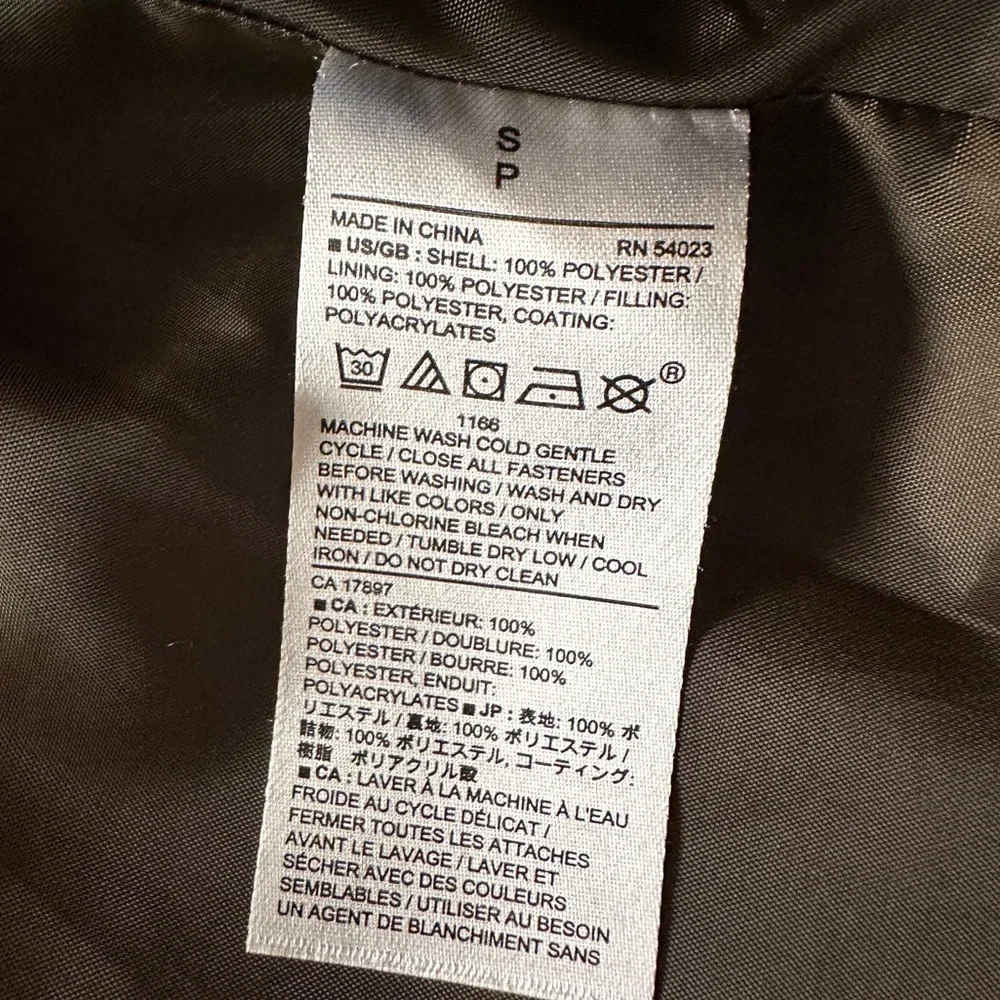 S
P
MADE IN CHINA RN 54023
■ US/GB : SHELL: 100% POLYESTER /
LINING: 100% POLYESTER / FILLING:
100% POLYESTER, COATING:
POLYACRYLATES
30 ®
1166
MACHINE WASH COLD GENTLE
CYCLE / CLOSE ALL FASTENERS
BEFORE WASHING / WASH AND DRY
WITH LIKE COLORS / ONLY
NON-CHLORINE BLEACH WHEN
NEEDED / TUMBLE DRY LOW / COOL
IRON / DO NOT DRY CLEAN
CA 17897
■ CA : EXTÉRIEUR: 100%
POLYESTER / DOUBLURE: 100%
POLYESTER / BOURRE: 100%
POLYESTER, ENDUIT:
POLYACRYLATES ■ JP : 表地: 100% ポ
リエステル / 裏地: 100% ポリエステル /
詰物: 100% ポリエステル, コーティング:
樹脂 ポリアクリル酸
■ CA : LAVER À LA MACHINE À L'EAU
FROIDE AU CYCLE DÉLICAT /
FERMER TOUTES LES ATTACHES
AVANT LE LAVAGE / LAVER ET
SÉCHER AVEC DES COULEURS
SEMBLABLES / UTILISER AU BESOIN
UN AGENT DE BLANCHIMENT SANS